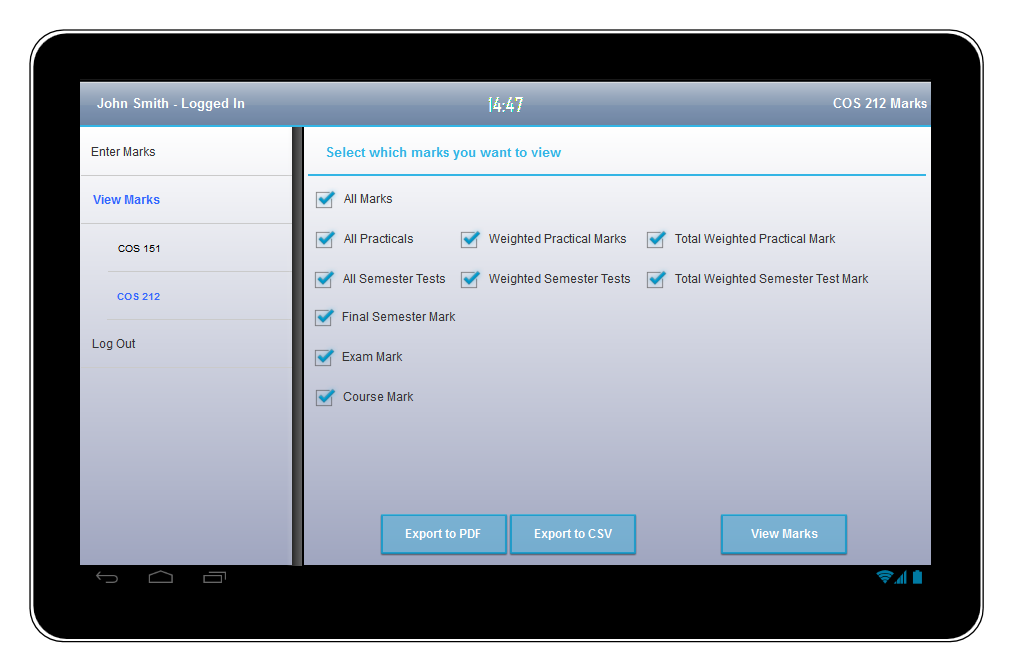 John Smith - Logged In 14:47 COS 212 Marks
Enter Marks
View Marks
COS 151
COS 212
Log Out
Select which marks you want to view
All Marks
All Practicals Weighted Practical Marks Total Weighted Practical Mark
All Semester Tests Weighted Semester Tests Total Weighted Semester Test Mark
Final Semester Mark
Exam Mark
Course Mark
Export to PDF Export to CSV View Marks